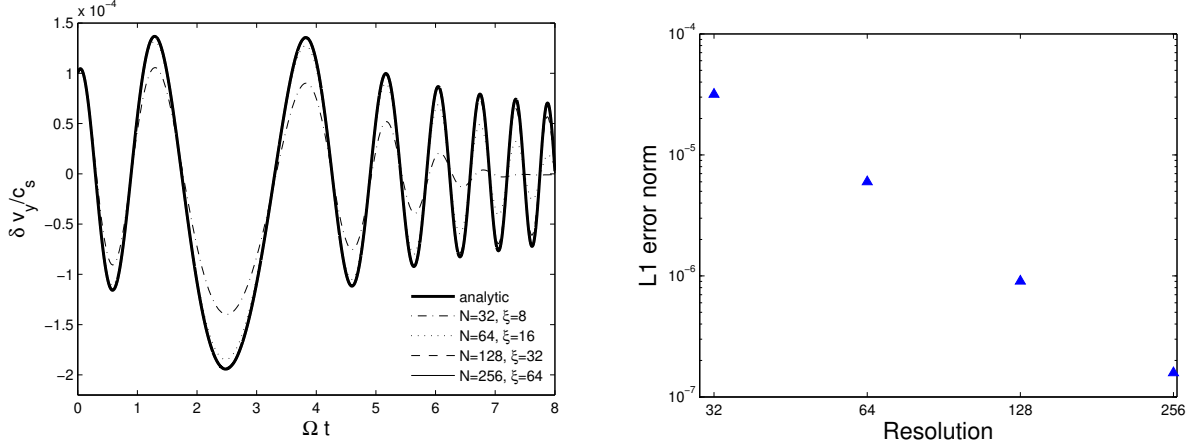 × 10⁻⁴
1.5
1
0.5
0
−0.5
−1
−1.5
−2
δ v_y/c_s
analytic
N=32, ξ=8
N=64, ξ=16
N=128, ξ=32
N=256, ξ=64
0 1 2 3 4 5 6 7 8
Ω t
10⁻⁴
10⁻⁵
10⁻⁶
10⁻⁷
L1 error norm
32 64 128 256
Resolution